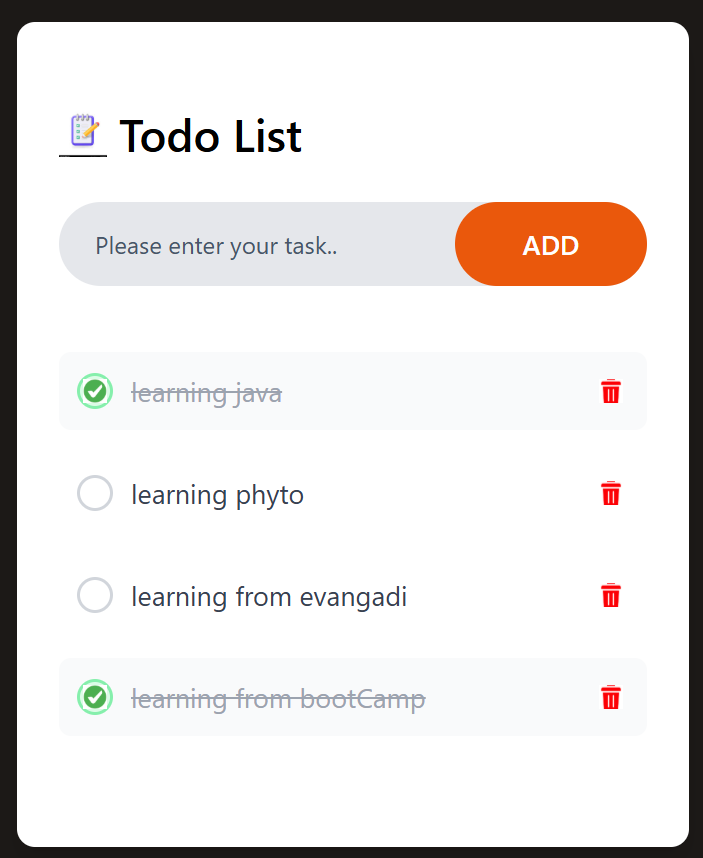 Todo List
Please enter your task..
ADD
learning java
learning phyto
learning from evangadi
learning from bootCamp